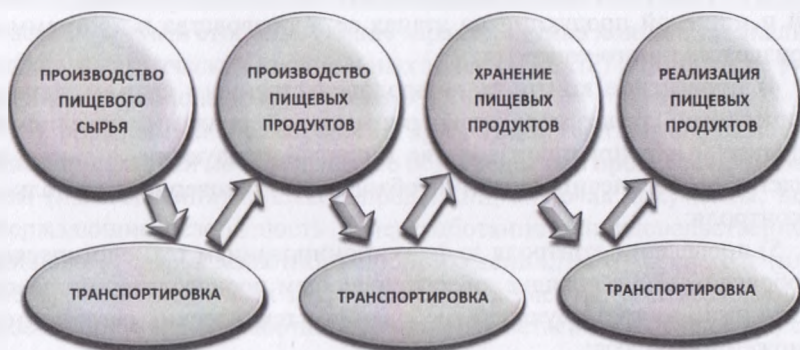 ПРОИЗВОДСТВО
ПИЩЕВОГО
СЫРЬЯ
ПРОИЗВОДСТВО
ПИЩЕВЫХ
ПРОДУКТОВ
ХРАНЕНИЕ
ПИЩЕВЫХ
ПРОДУКТОВ
РЕАЛИЗАЦИЯ
ПИЩЕВЫХ
ПРОДУКТОВ
ТРАНСПОРТИРОВКА
ТРАНСПОРТИРОВКА
ТРАНСПОРТИРОВКА